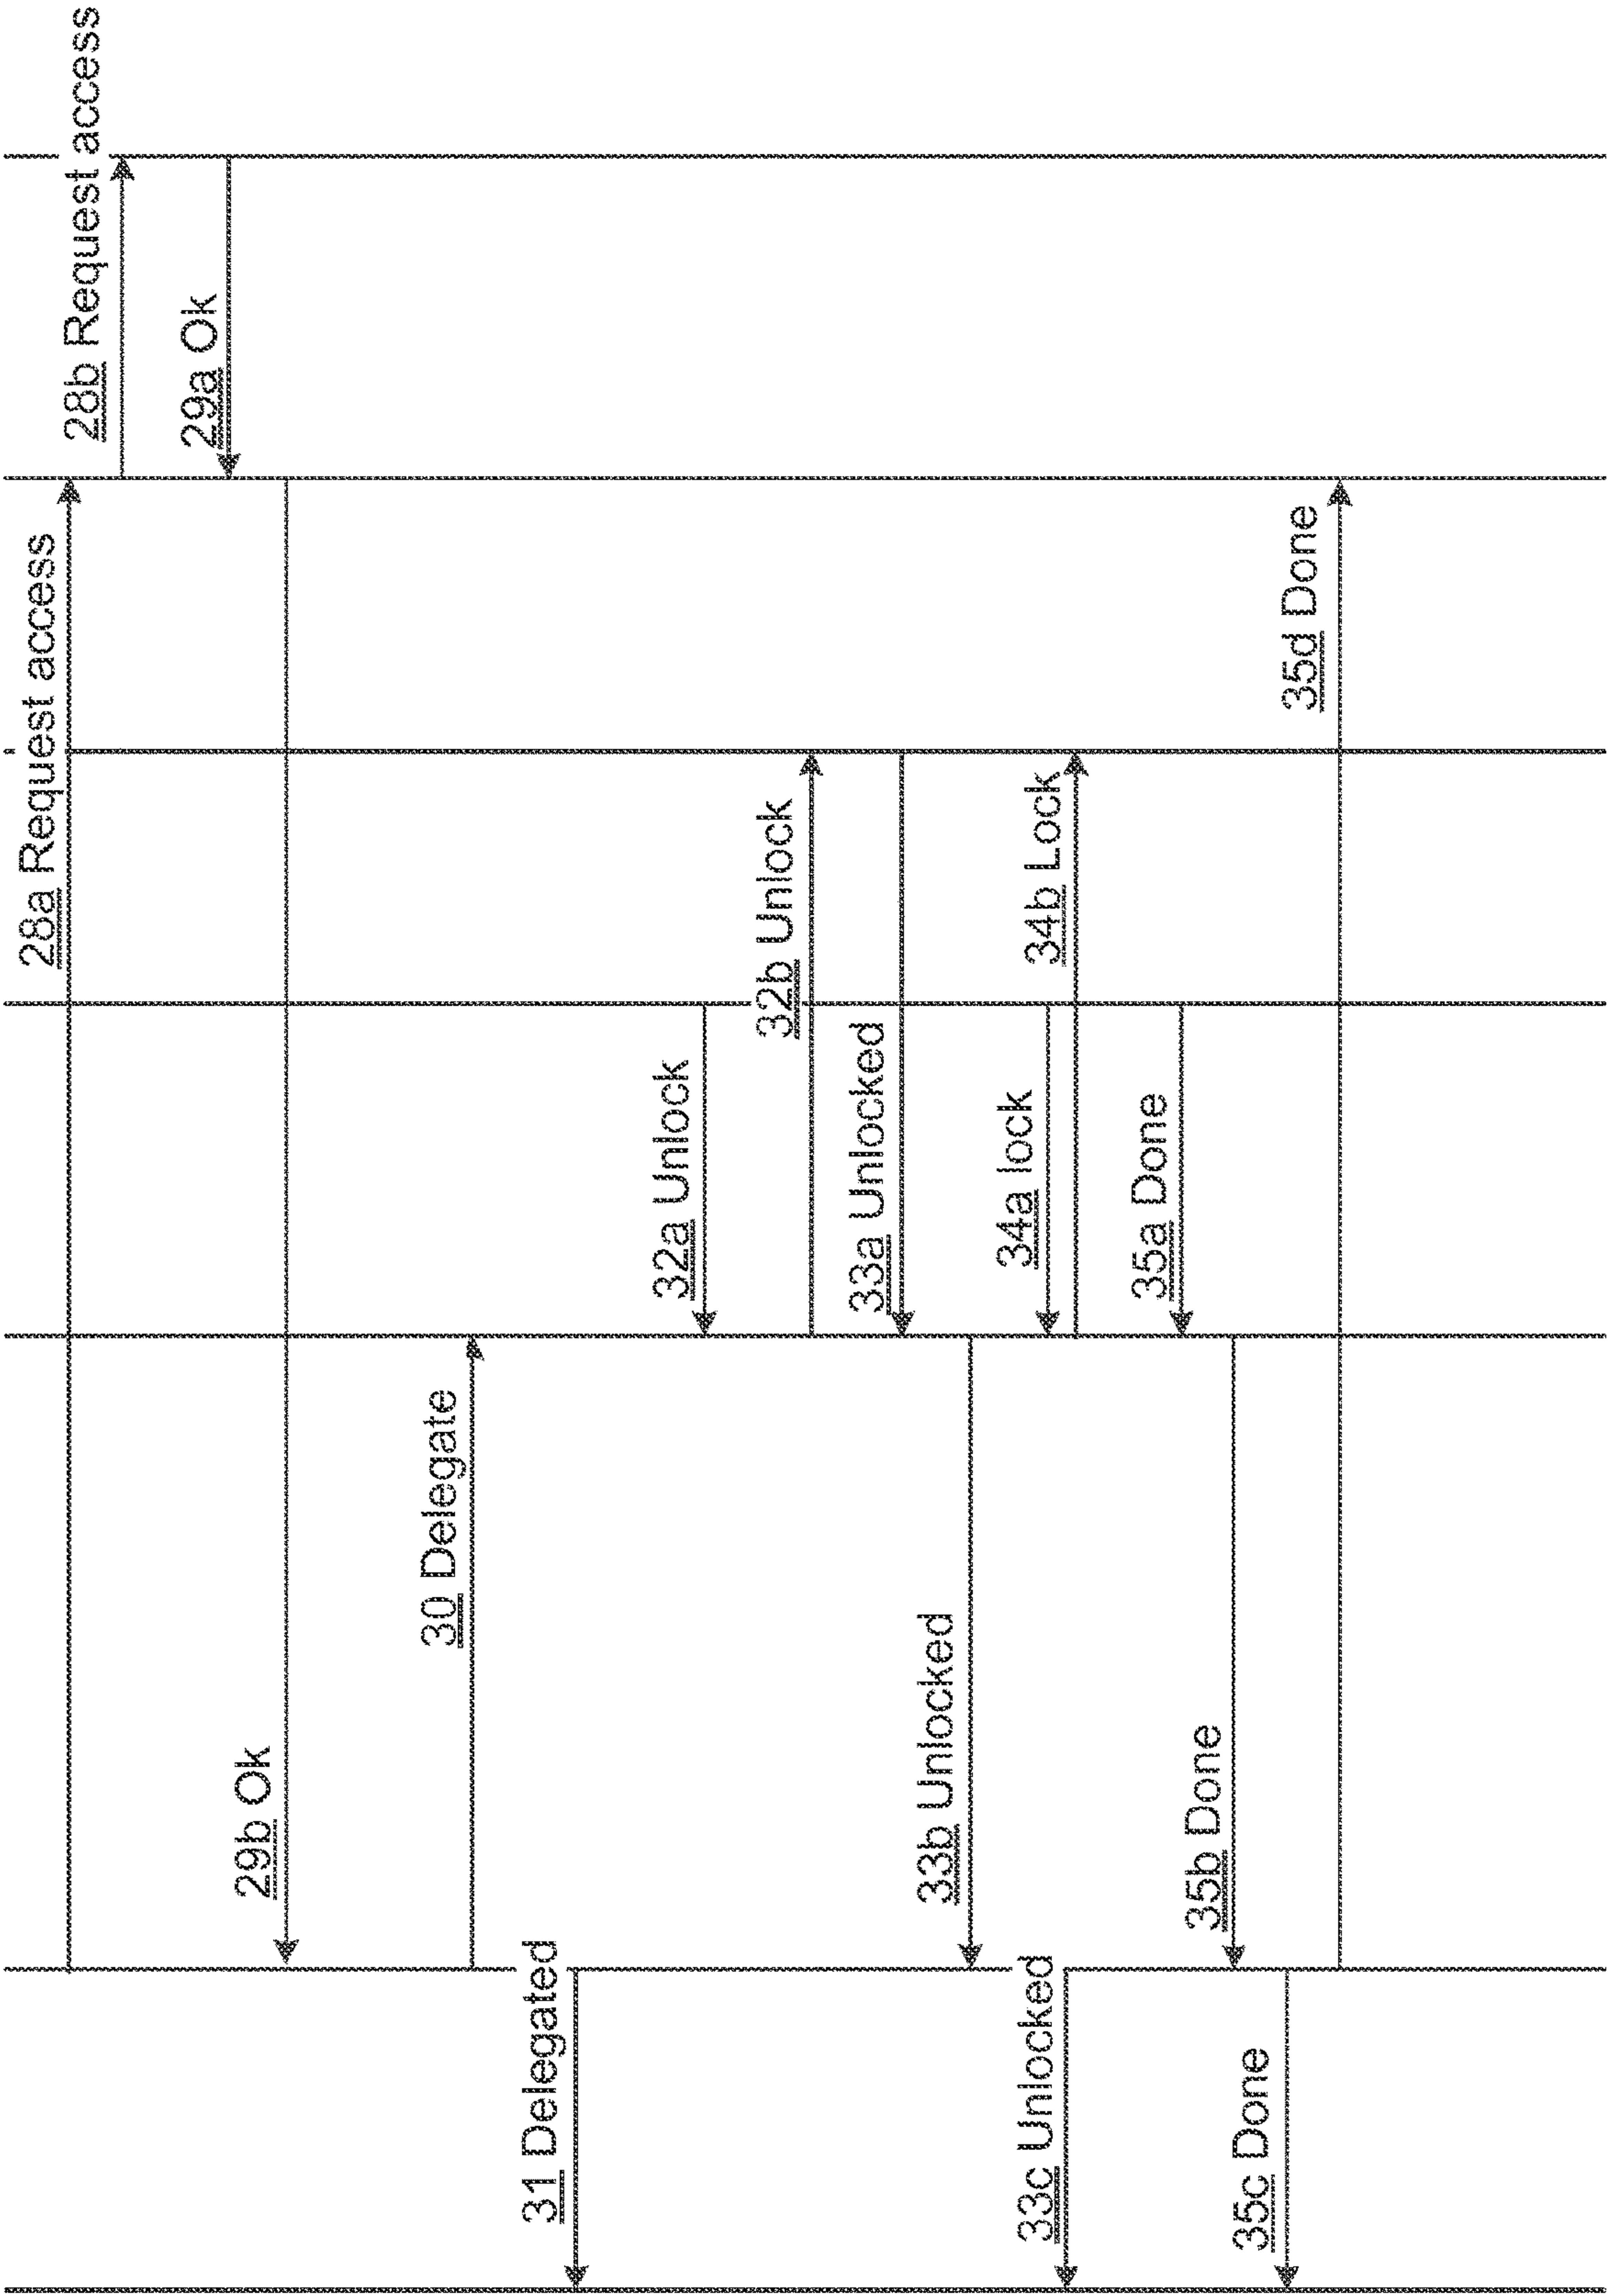 28a Request access
28b Request access
29a Ok
29b Ok
30 Delegate
31 Delegated
32a Unlock
32b Unlock
33a Unlocked
33b Unlocked
34a lock
34b Lock
33c Unlocked
35a Done
35b Done
35c Done
35d Done